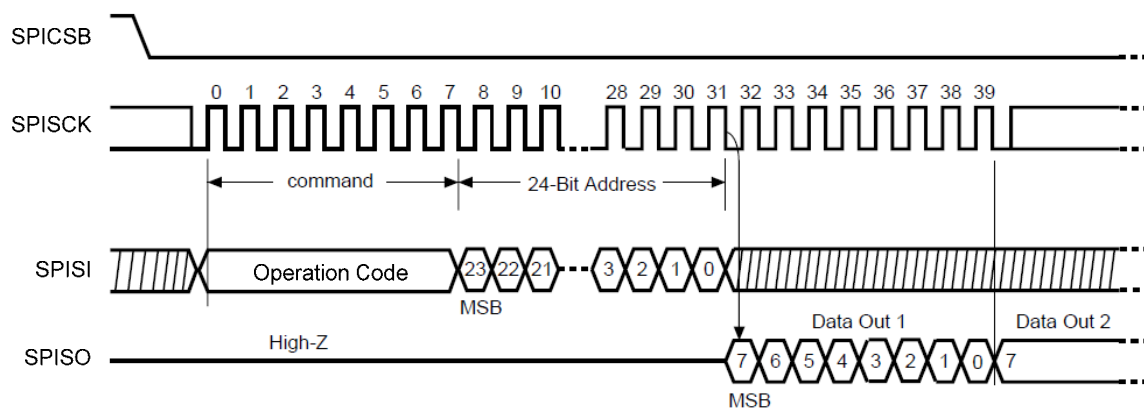 SPICSB
0 1 2 3 4 5 6 7 8 9 10 28 29 30 31 32 33 34 35 36 37 38 39
SPISCK
command
24-Bit Address
SPISI
Operation Code
23 22 21 3 2 1 0
MSB
Data Out 1
Data Out 2
High-Z
SPISO
7 6 5 4 3 2 1 0 7
MSB